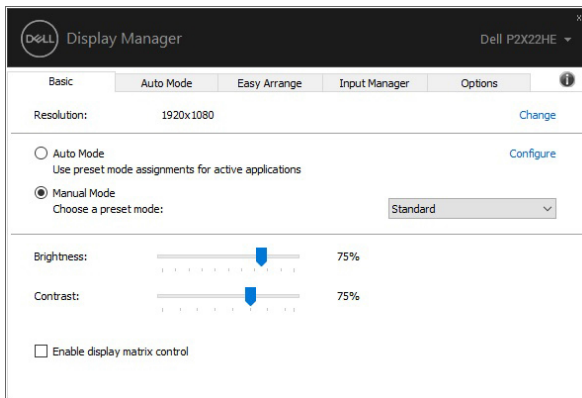 DELL Display Manager
Dell P2X22HE
Basic Auto Mode Easy Arrange Input Manager Options
Resolution: 1920x1080 Change
Auto Mode Configure
Use preset mode assignments for active applications
Manual Mode
Choose a preset mode: Standard
Brightness: 75%
Contrast: 75%
Enable display matrix control